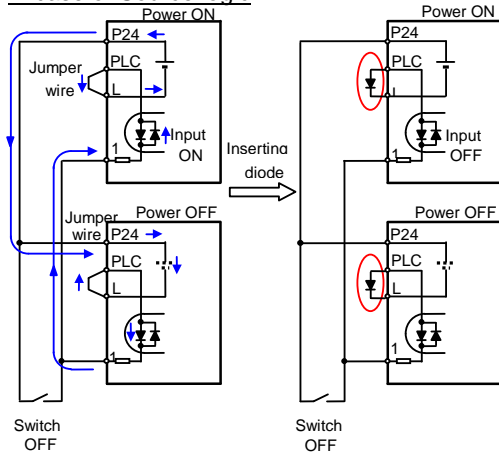 Power ON
P24
PLC
Jumper
wire
L
Input
ON
1
Power OFF
Jumper
wire
P24
PLC
L
1
Switch
OFF
Inserting
diode
Power ON
P24
PLC
L
Input
OFF
1
Power OFF
P24
PLC
L
1
Switch
OFF